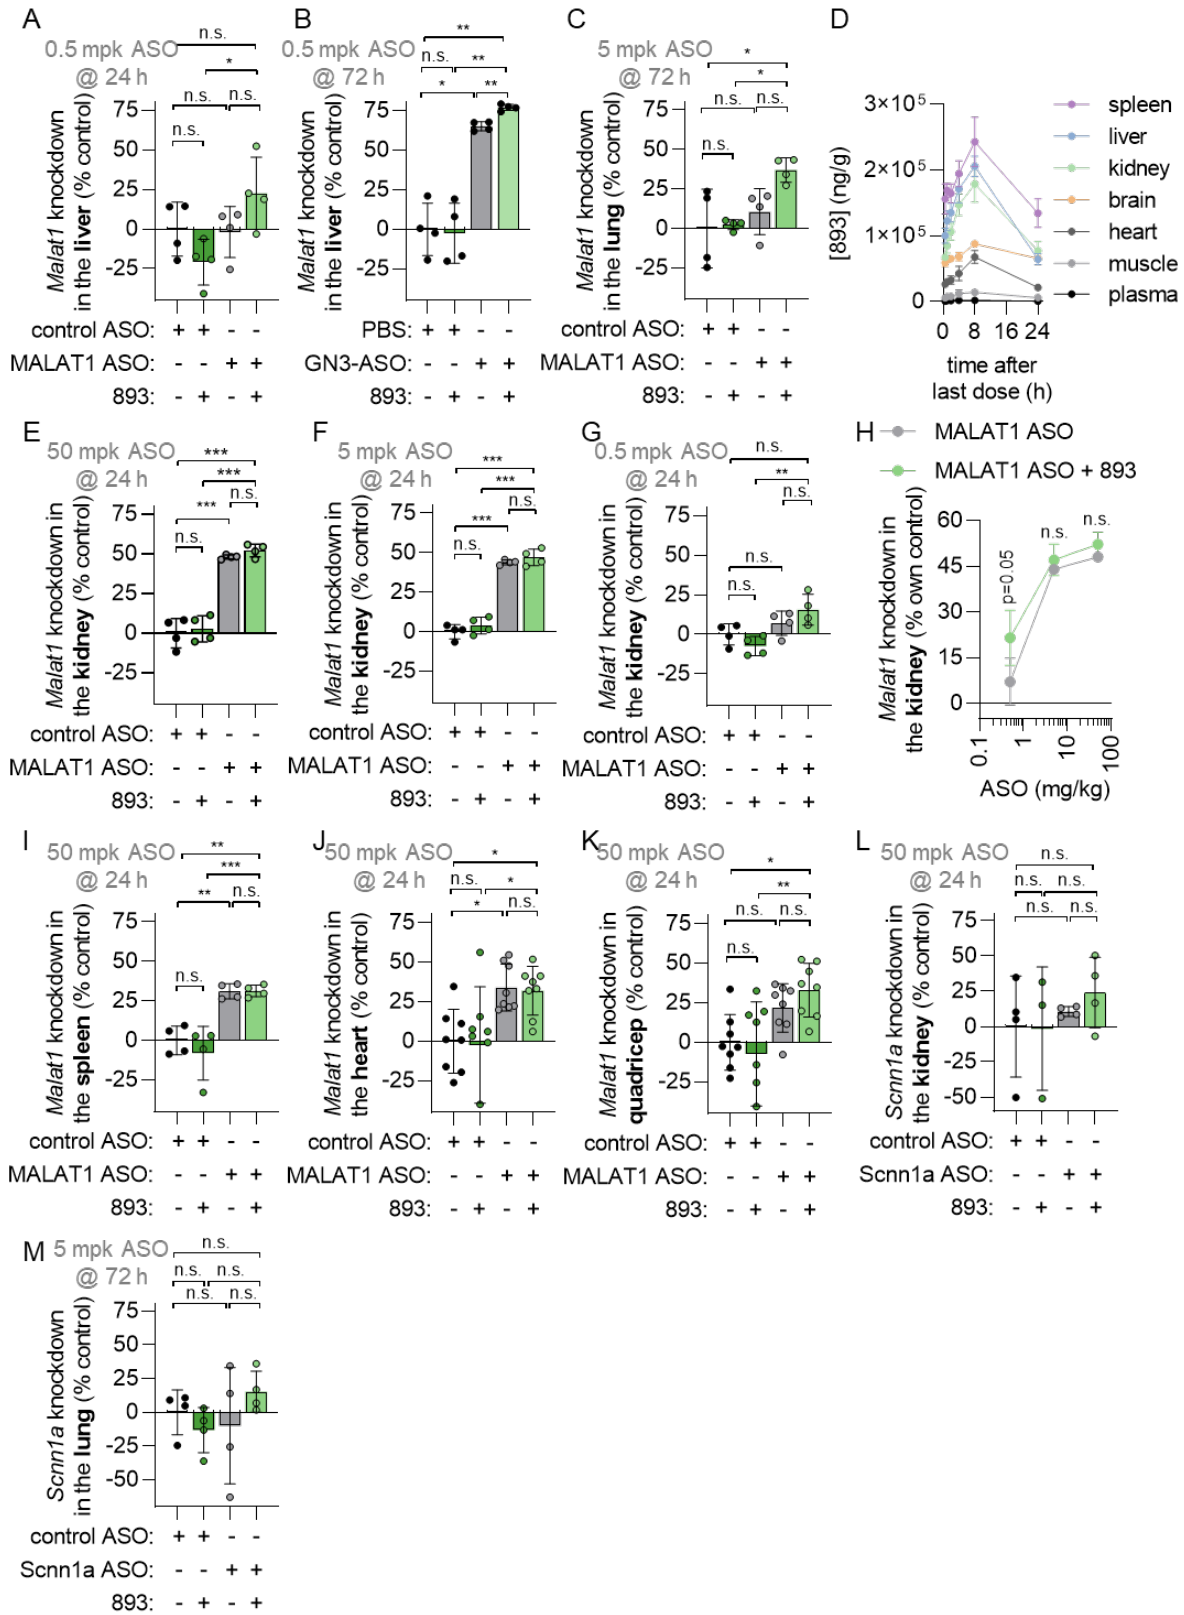 A
0.5 mpk ASO
@ 24 h
n.s.
*
n.s.
n.s.
n.s.
Malat1 knockdown
in the liver (% control)
75
50
25
0
-25
control ASO: + + - -
MALAT1 ASO: - - + +
893: - + - +
B
0.5 mpk ASO
@ 72 h
**
n.s.
**
*
**
Malat1 knockdown
in the liver (% control)
75
50
25
0
-25
PBS: + + - -
GN3-ASO: - - + +
893: - + - +
C
5 mpk ASO
@ 72 h
*
*
n.s.
n.s.
n.s.
Malat1 knockdown
in the lung (% control)
75
50
25
0
-25
control ASO: + + - -
MALAT1 ASO: - - + +
893: - + - +
D
[893] (ng/g)
3×10⁵
2×10⁵
1×10⁵
0
0 8 16 24
time after
last dose (h)
spleen
liver
kidney
brain
heart
muscle
plasma
E
50 mpk ASO
@ 24 h
***
***
n.s.
***
n.s.
Malat1 knockdown in
the kidney (% control)
75
50
25
0
-25
control ASO: + + - -
MALAT1 ASO: - - + +
893: - + - +
F
5 mpk ASO
@ 24 h
***
***
n.s.
***
n.s.
Malat1 knockdown in
the kidney (% control)
75
50
25
0
-25
control ASO: + + - -
MALAT1 ASO: - - + +
893: - + - +
G
0.5 mpk ASO
@ 24 h
n.s.
**
n.s.
n.s.
n.s.
Malat1 knockdown in
the kidney (% control)
75
50
25
0
-25
control ASO: + + - -
MALAT1 ASO: - - + +
893: - + - +
H
MALAT1 ASO
MALAT1 ASO + 893
Malat1 knockdown in
the kidney (% own control)
60
45
30
15
0
p=0.05
n.s.
n.s.
0.1 1 10 100
ASO (mg/kg)
I
50 mpk ASO
@ 24 h
**
***
**
n.s.
n.s.
Malat1 knockdown in
the spleen (% control)
75
50
25
0
-25
control ASO: + + - -
MALAT1 ASO: - - + +
893: - + - +
J
50 mpk ASO
@ 24 h
*
n.s.
*
*
n.s.
Malat1 knockdown in
the heart (% control)
75
50
25
0
-25
control ASO: + + - -
MALAT1 ASO: - - + +
893: - + - +
K
50 mpk ASO
@ 24 h
*
**
n.s.
n.s.
n.s.
Malat1 knockdown in
quadricep (% control)
75
50
25
0
-25
control ASO: + + - -
MALAT1 ASO: - - + +
893: - + - +
L
50 mpk ASO
@ 24 h
n.s.
n.s.
n.s.
n.s.
n.s.
Scnn1a knockdown in
the kidney (% control)
75
50
25
0
-25
-50
control ASO: + + - -
Scnn1a ASO: - - + +
893: - + - +
M
5 mpk ASO
@ 72 h
n.s.
n.s.
n.s.
n.s.
n.s.
Scnn1a knockdown
in the lung (% control)
75
50
25
0
-25
-50
control ASO: + + - -
Scnn1a ASO: - - + +
893: - + - +